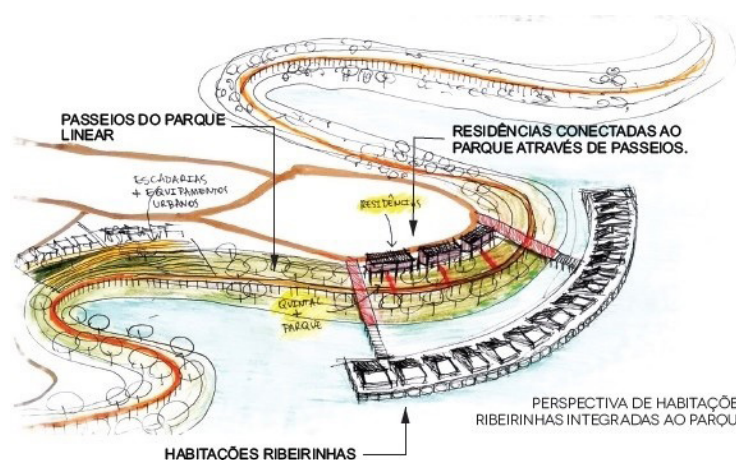 PASSEIOS DO PARQUE
LINEAR
RESIDÊNCIAS CONECTADAS AO
PARQUE ATRAVÉS DE PASSEIOS.
ESCADARIAS
+ EQUIPAMENTOS
URBANOS
RESIDÊNCIAS
QUINTAL
+
PARQUE
PERSPECTIVA DE HABITAÇÕE
RIBEIRINHAS INTEGRADAS AO PARQU
HABITAÇÕES RIBEIRINHAS